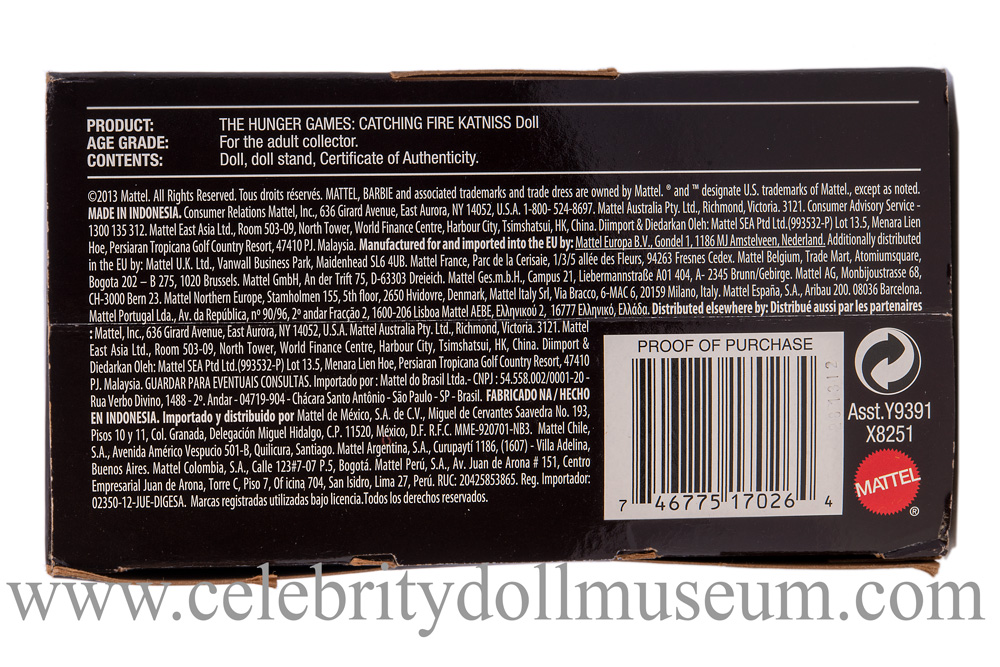 PRODUCT: THE HUNGER GAMES: CATCHING FIRE KATNISS Doll
AGE GRADE: For the adult collector.
CONTENTS: Doll, doll stand, Certificate of Authenticity.
©2013 Mattel. All Rights Reserved. Tous droits réservés. MATTEL, BARBIE and associated trademarks and trade dress are owned by Mattel. ® and ™ designate U.S. trademarks of Mattel., except as noted.
MADE IN INDONESIA. Consumer Relations Mattel, Inc., 636 Girard Avenue, East Aurora, NY 14052, U.S.A. 1-800- 524-8697. Mattel Australia Pty. Ltd., Richmond, Victoria. 3121. Consumer Advisory Service -
1300 135 312. Mattel East Asia Ltd., Room 503-09, North Tower, World Finance Centre, Harbour City, Tsimshatsui, HK, China. Diimport & Diedarkan Oleh: Mattel SEA Ptd Ltd.(993532-P) Lot 13.5, Menara Lien
Hoe, Persiaran Tropicana Golf Country Resort, 47410 PJ. Malaysia. Manufactured for and imported into the EU by: Mattel Europa B.V., Gondel 1, 1186 MJ Amstelveen, Nederland. Additionally distributed
in the EU by: Mattel U.K. Ltd., Vanwall Business Park, Maidenhead SL6 4UB. Mattel France, Parc de la Cerisaie, 1/3/5 allée des Fleurs, 94263 Fresnes Cedex. Mattel Belgium, Trade Mart, Atomiumsquare,
Bogota 202 – B 275, 1020 Brussels. Mattel GmbH, An der Trift 75, D-63303 Dreieich. Mattel Ges.m.b.H., Campus 21, Liebermannstraße A01 404, A- 2345 Brunn/Gebirge. Mattel AG, Monbijoustrasse 68,
CH-3000 Bern 23. Mattel Northern Europe, Stamholmen 155, 5th floor, 2650 Hvidovre, Denmark, Mattel Italy Srl, Via Bracco, 6-MAC 6, 20159 Milano, Italy. Mattel España, S.A., Aribau 200. 08036 Barcelona.
Mattel Portugal Lda., Av. da República, nº 90/96, 2º andar Fracção 2, 1600-206 Lisboa Mattel AEBE, Ελληνικού 2, 16777 Ελληνικό, Ελλάδα. Distributed elsewhere by: Distribué aussi par les partenaires
: Mattel, Inc., 636 Girard Avenue, East Aurora, NY 14052, U.S.A. Mattel Australia Pty. Ltd., Richmond, Victoria. 3121. Mattel
East Asia Ltd., Room 503-09, North Tower, World Finance Centre, Harbour City, Tsimshatsui, HK, China. Diimport &
Diedarkan Oleh: Mattel SEA Ptd Ltd.(993532-P) Lot 13.5, Menara Lien Hoe, Persiaran Tropicana Golf Country Resort, 47410
PJ. Malaysia. GUARDAR PARA EVENTUAIS CONSULTAS. Importado por : Mattel do Brasil Ltda.- CNPJ : 54.558.002/0001-20 -
Rua Verbo Divino, 1488 - 2º. Andar - 04719-904 - Chácara Santo Antônio - São Paulo - SP - Brasil. FABRICADO NA / HECHO
EN INDONESIA. Importado y distribuido por Mattel de México, S.A. de C.V., Miguel de Cervantes Saavedra No. 193,
Pisos 10 y 11, Col. Granada, Delegación Miguel Hidalgo, C.P. 11520, México, D.F. R.F.C. MME-920701-NB3. Mattel Chile,
S.A., Avenida Américo Vespucio 501-B, Quilicura, Santiago. Mattel Argentina, S.A., Curupaytí 1186, (1607) - Villa Adelina,
Buenos Aires. Mattel Colombia, S.A., Calle 123#7-07 P.5, Bogotá. Mattel Perú, S.A., Av. Juan de Arona # 151, Centro
Empresarial Juan de Arona, Torre C, Piso 7, Oficina 704, San Isidro, Lima 27, Perú. RUC: 20425853865. Reg. Importador:
02350-12-JUE-DIGESA. Marcas registradas utilizadas bajo licencia.Todos los derechos reservados.
PROOF OF PURCHASE
7 46775 17026 4
Asst.Y9391
X8251
MATTEL
®
www.celebritydollmuseum.com